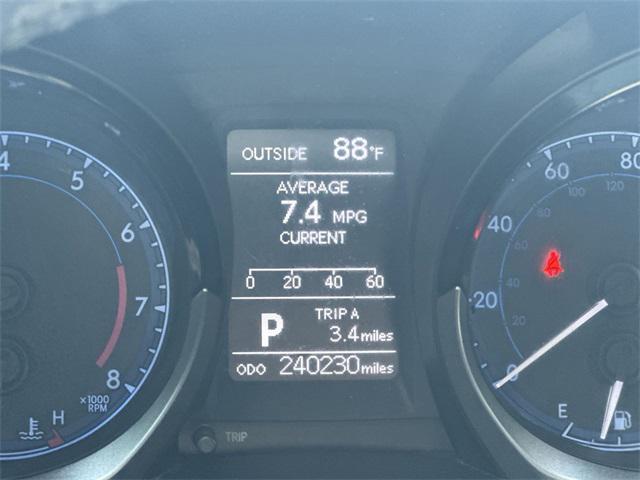 OUTSIDE 88°F
AVERAGE
7.4 MPG
CURRENT
0 20 40 60
P
TRIP A
3.4 miles
ODO 240230 miles
TRIP
4
5
6
7
8
×1000
RPM
H
0
20
40
60
80
20
40
60
80
100
120
E